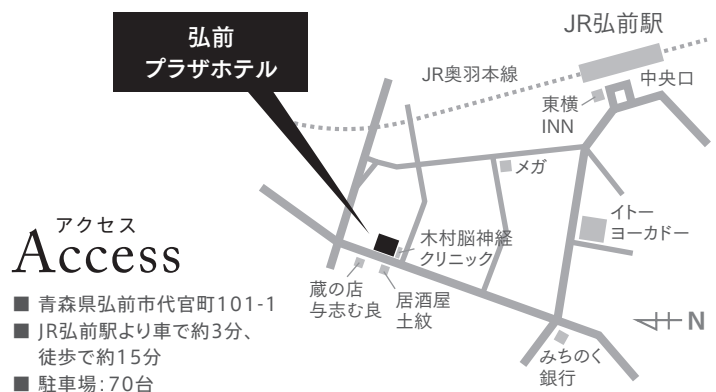 弘前
プラザホテル
JR弘前駅
JR奥羽本線
中央口
東横
INN
メガ
イトー
ヨーカドー
木村脳神経
クリニック
蔵の店
与志む良
居酒屋
土紋
みちのく
銀行
N
アクセス
Access
■ 青森県弘前市代官町101-1
■ JR弘前駅より車で約3分、
徒歩で約15分
■ 駐車場：70台